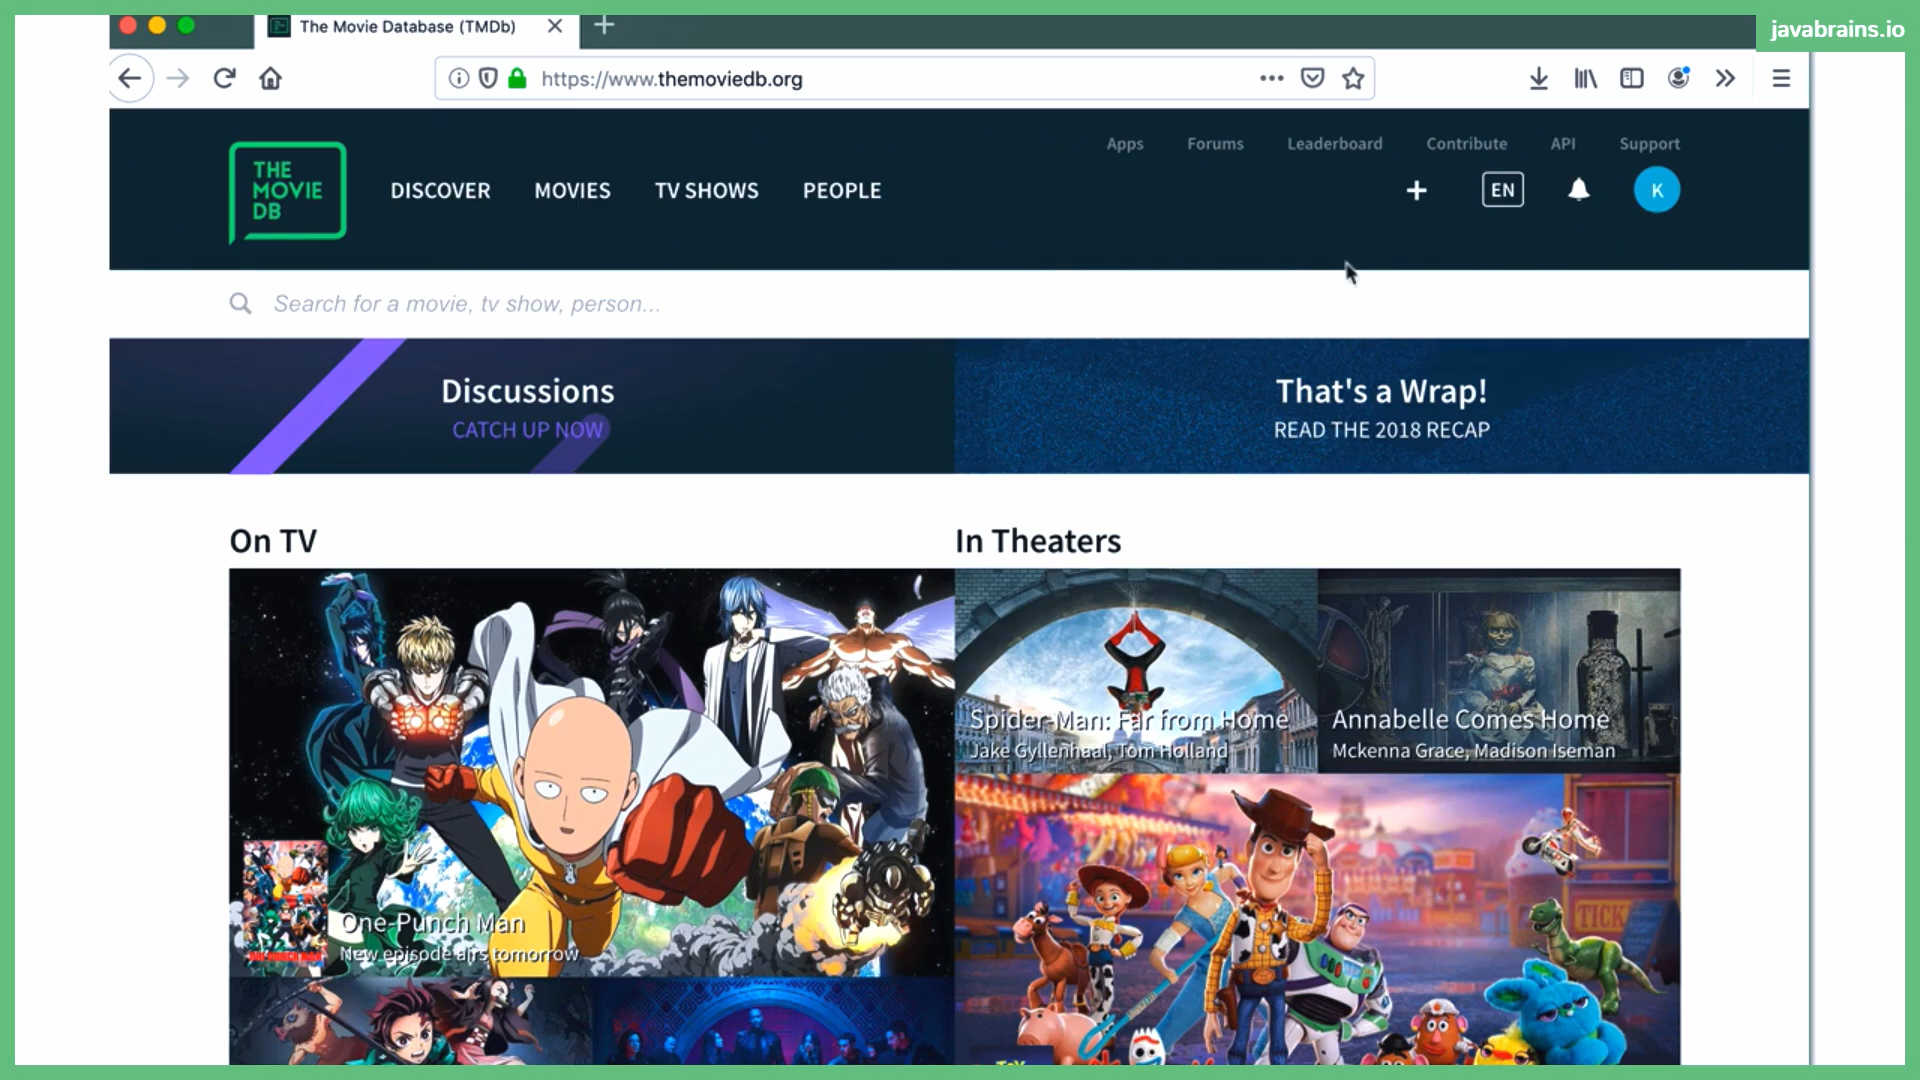 javabrains.io
The Movie Database (TMDb)
https://www.themoviedb.org
Apps Forums Leaderboard Contribute API Support
THE
MOVIE
DB
DISCOVER MOVIES TV SHOWS PEOPLE
EN
K
Search for a movie, tv show, person...
Discussions
CATCH UP NOW
That's a Wrap!
READ THE 2018 RECAP
On TV
In Theaters
Spider-Man: Far from Home
Jake Gyllenhaal, Tom Holland
Annabelle Comes Home
Mckenna Grace, Madison Iseman
One-Punch Man
New episode airs tomorrow
TICK